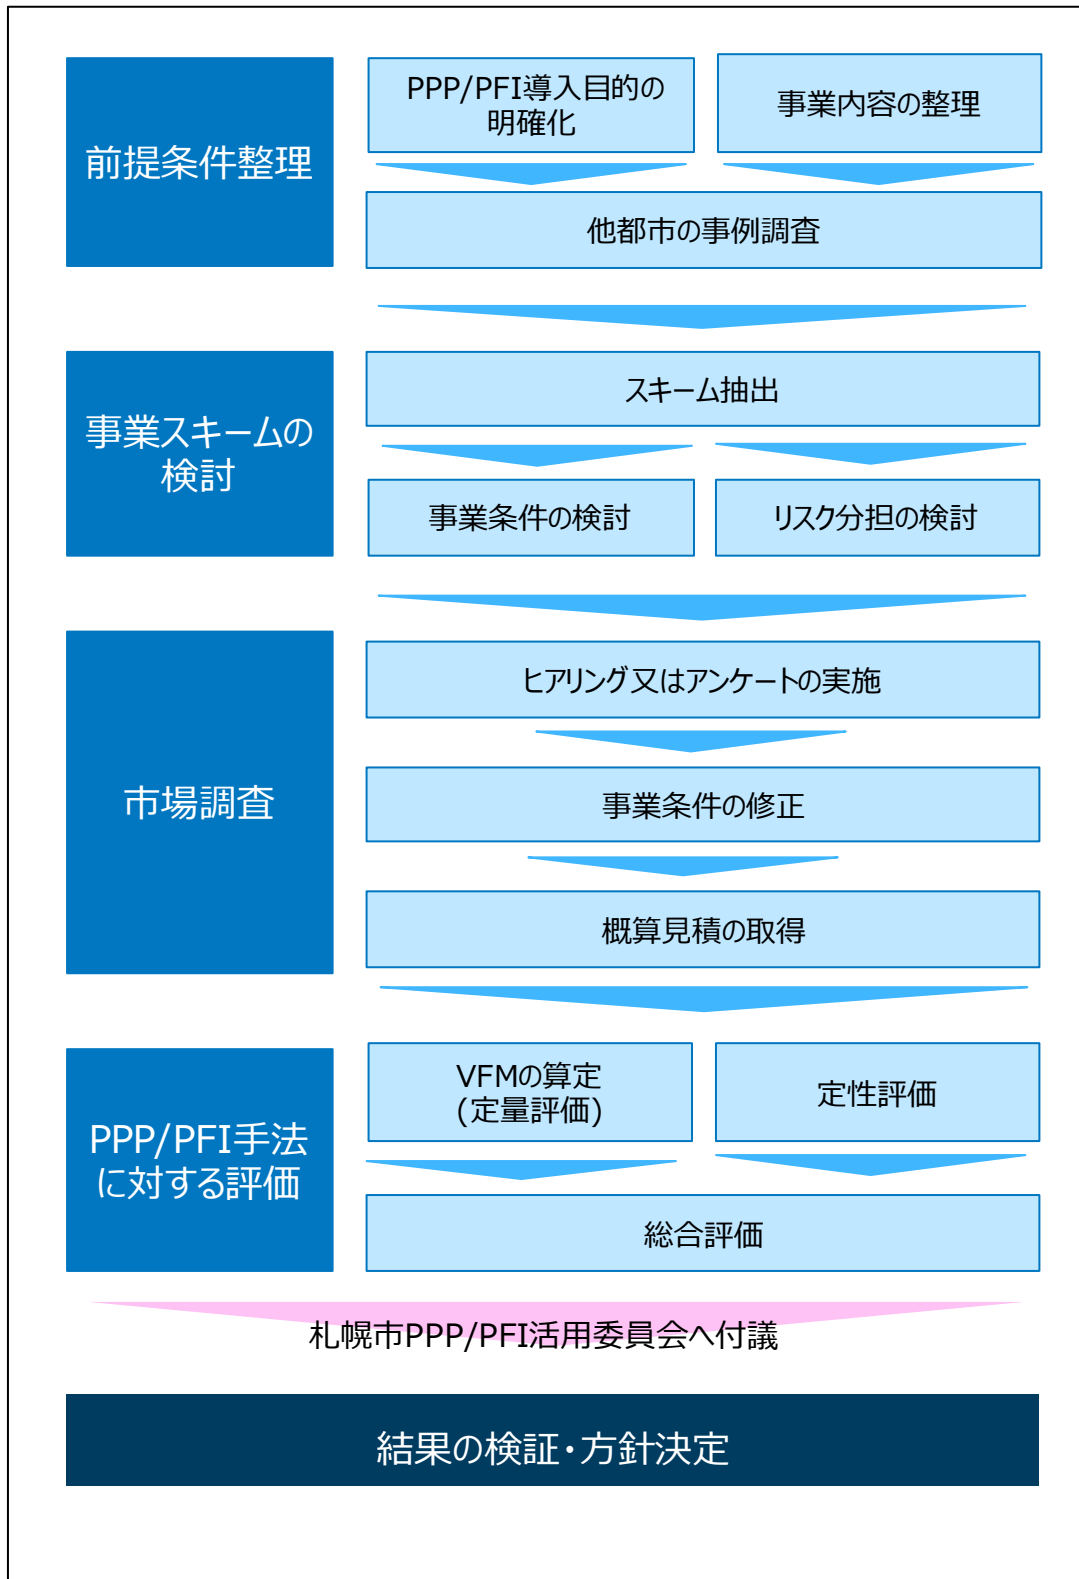 前提条件整理
PPP/PFI導入目的の
明確化
事業内容の整理
他都市の事例調査
事業スキームの
検討
スキーム抽出
事業条件の検討
リスク分担の検討
市場調査
ヒアリング又はアンケートの実施
事業条件の修正
概算見積の取得
PPP/PFI手法
に対する評価
VFMの算定
(定量評価)
定性評価
総合評価
札幌市PPP/PFI活用委員会へ付議
結果の検証・方針決定